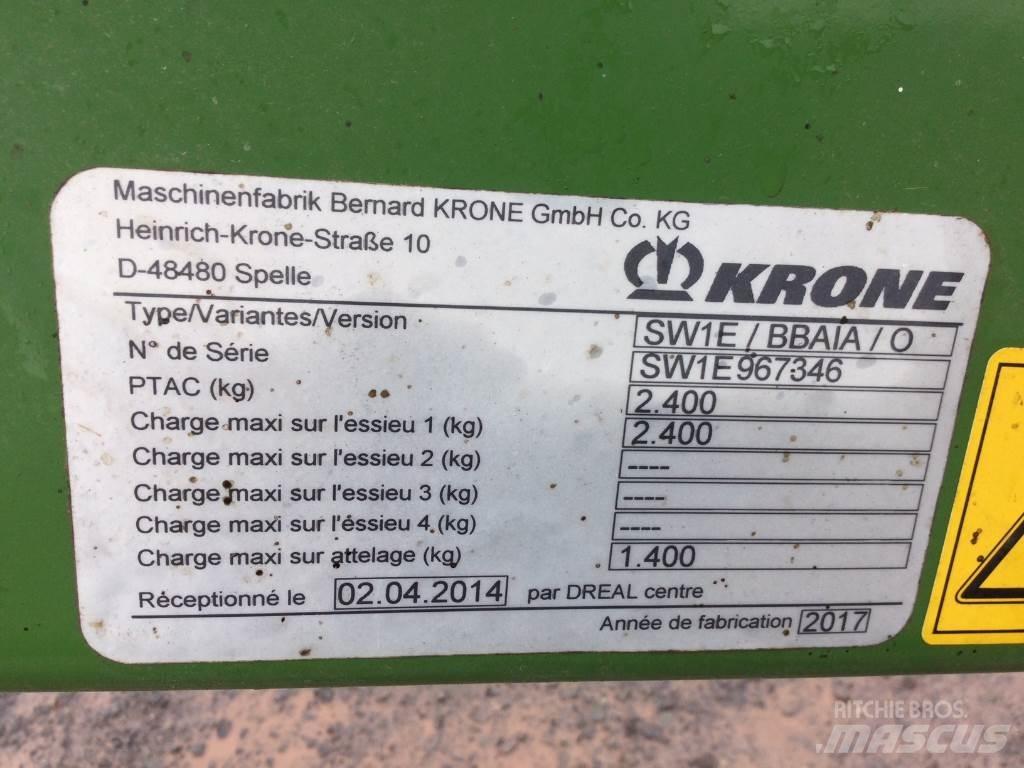 Maschinenfabrik Bernard KRONE GmbH Co. KG
Heinrich-Krone-Straße 10
D-48480 Spelle
KRONE
Type/Variantes/Version SW1E / BBAIA / O
N° de Série SW1E967346
PTAC (kg) 2.400
Charge maxi sur l'essieu 1 (kg) 2.400
Charge maxi sur l'essieu 2 (kg) ----
Charge maxi sur l'essieu 3 (kg) ----
Charge maxi sur l'essieu 4 (kg) ----
Charge maxi sur attelage (kg) 1.400
Réceptionné le 02.04.2014 par DREAL centre
Année de fabrication 2017
RITCHIE BROS.
MASCUS